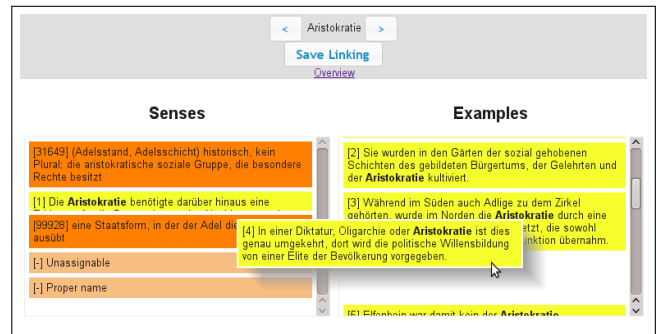 < Aristokratie >
Save Linking
Overview
Senses
[31649] (Adelsstand, Adelsschicht) historisch, kein
Plural: die aristokratische soziale Gruppe, die besondere
Rechte besitzt
[1] Die Aristokratie benötigte darüber hinaus eine
[99928] eine Staatsform, in der der Adel die
ausübt
[-] Unassignable
[-] Proper name
Examples
[2] Sie wurden in den Gärten der sozial gehobenen
Schichten des gebildeten Bürgertums, der Gelehrten und
der Aristokratie kultiviert.
[3] Während im Süden auch Adlige zu dem Zirkel
gehörten, wurde im Norden die Aristokratie durch eine
etzt, die sowohl
nktion übernahm.
[4] In einer Diktatur, Oligarchie oder Aristokratie ist dies
genau umgekehrt, dort wird die politische Willensbildung
von einer Elite der Bevölkerung vorgegeben.
[6] Elfenbein war damit kein der Aristokratie